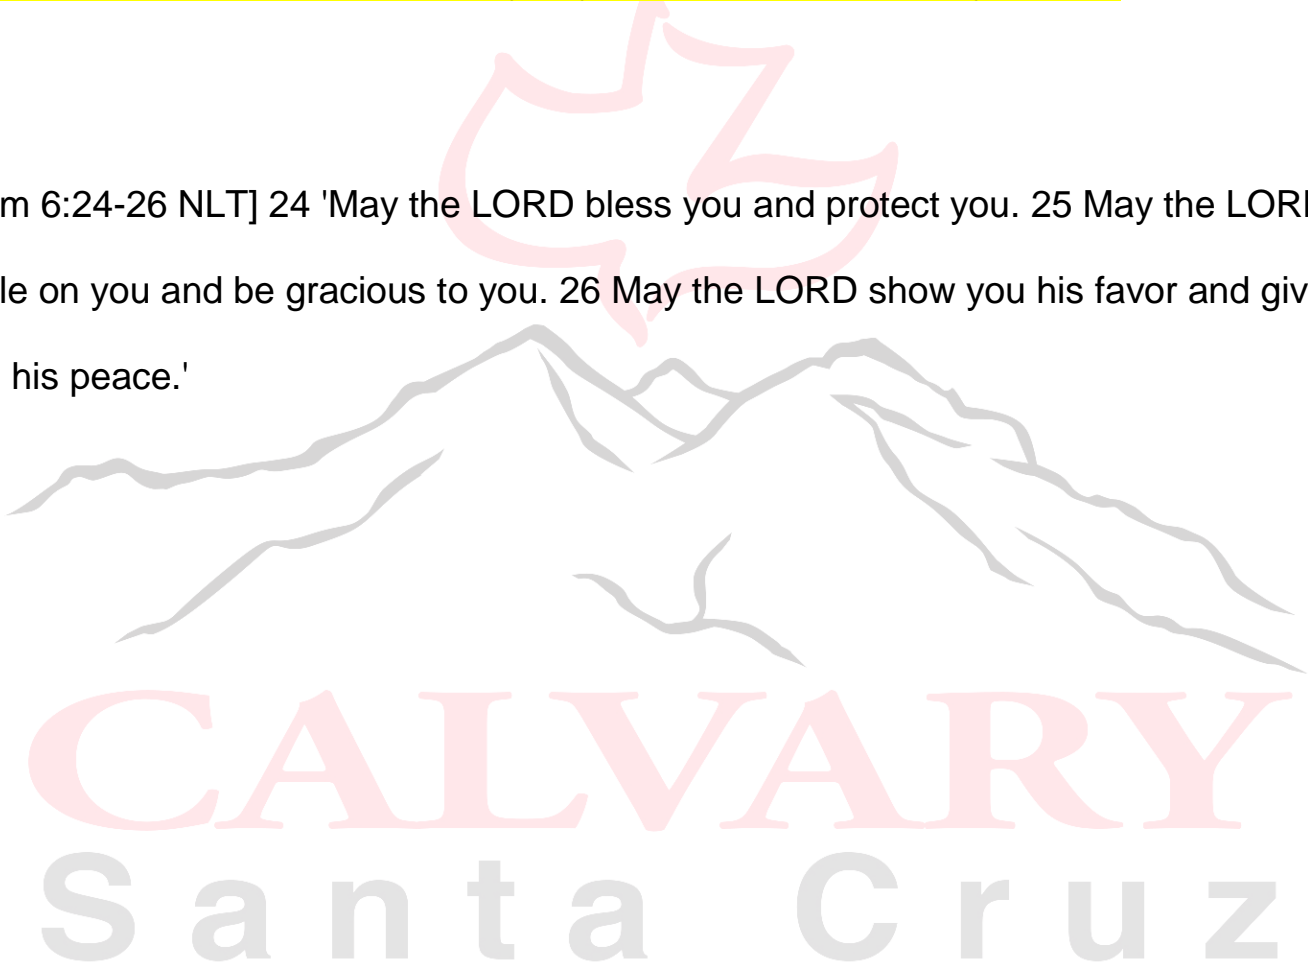 m 6:24-26 NLT] 24 'May the LORD bless you and protect you. 25 May the LOR
le on you and be gracious to you. 26 May the LORD show you his favor and giv
his peace.'
CALVARY
Santa Cruz